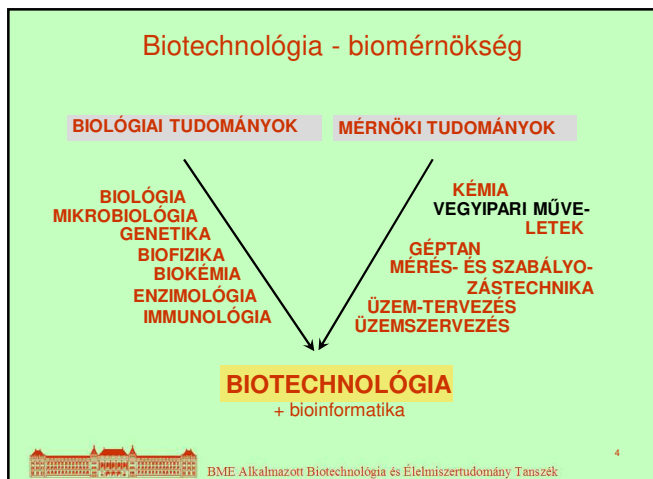 Biotechnológia - biomérnökség
BIOLÓGIAI TUDOMÁNYOK
MÉRNÖKI TUDOMÁNYOK
BIOLÓGIA
MIKROBIOLÓGIA
GENETIKA
BIOFIZIKA
BIOKÉMIA
ENZIMOLÓGIA
IMMUNOLÓGIA
KÉMIA
VEGYIPARI MŰVE-
LETEK
GÉPTAN
MÉRÉS- ÉS SZABÁLYO-
ZÁSTECHNIKA
ÜZEM-TERVEZÉS
ÜZEMSZERVEZÉS
BIOTECHNOLÓGIA
+ bioinformatika
BME Alkalmazott Biotechnológia és Élelmiszertudomány Tanszék
4